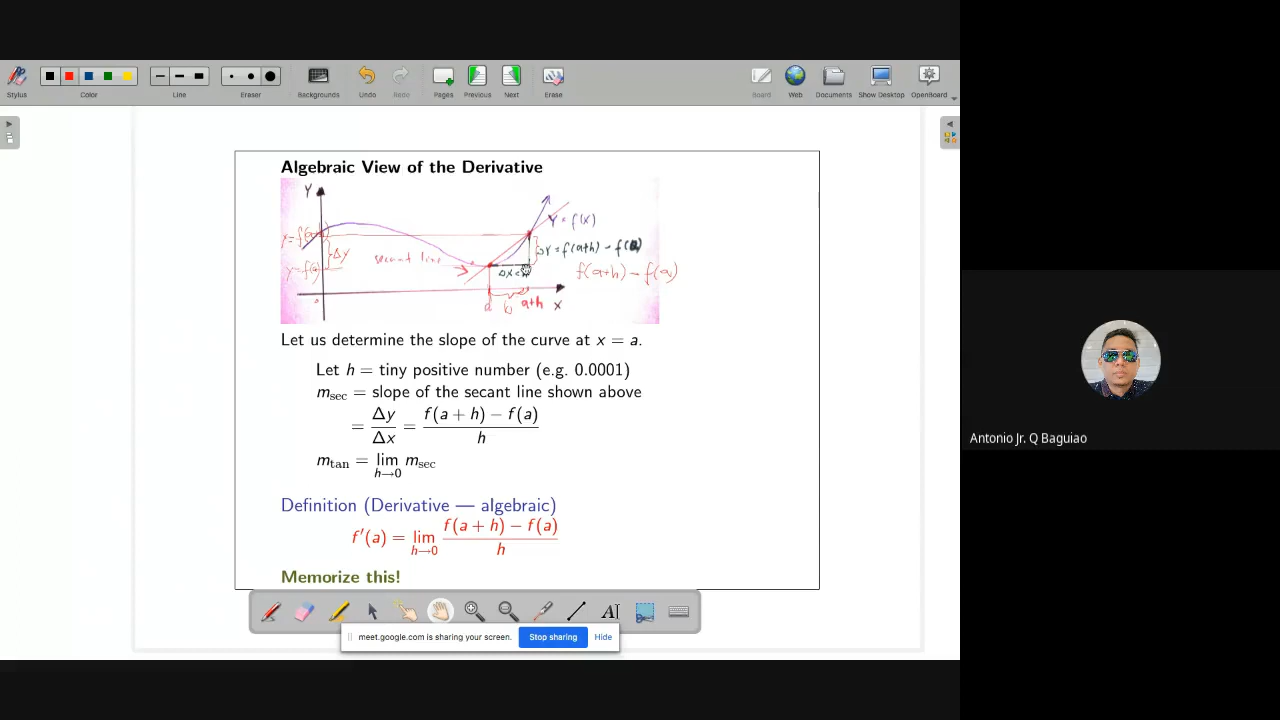 Stylus
Color
Line
Eraser
Backgrounds
Undo
Redo
Pages
Previous
Next
Erase
Board
Web
Documents
Show Desktop
OpenBoard
Algebraic View of the Derivative
Y
Y = f(x)
Δy
y = f(a)
secant line
ΔY = f(a+h) - f(a)
f(a+h) - f(a)
a
h
a+h
X
Let us determine the slope of the curve at x = a.
Let h = tiny positive number (e.g. 0.0001)
m_sec = slope of the secant line shown above
= Δy/Δx = (f(a + h) − f(a))/h
m_tan = lim h→0 m_sec
Definition (Derivative — algebraic)
f′(a) = lim h→0 (f(a + h) − f(a))/h
Memorize this!
A
meet.google.com is sharing your screen.
Stop sharing
Hide
Antonio Jr. Q Baguiao